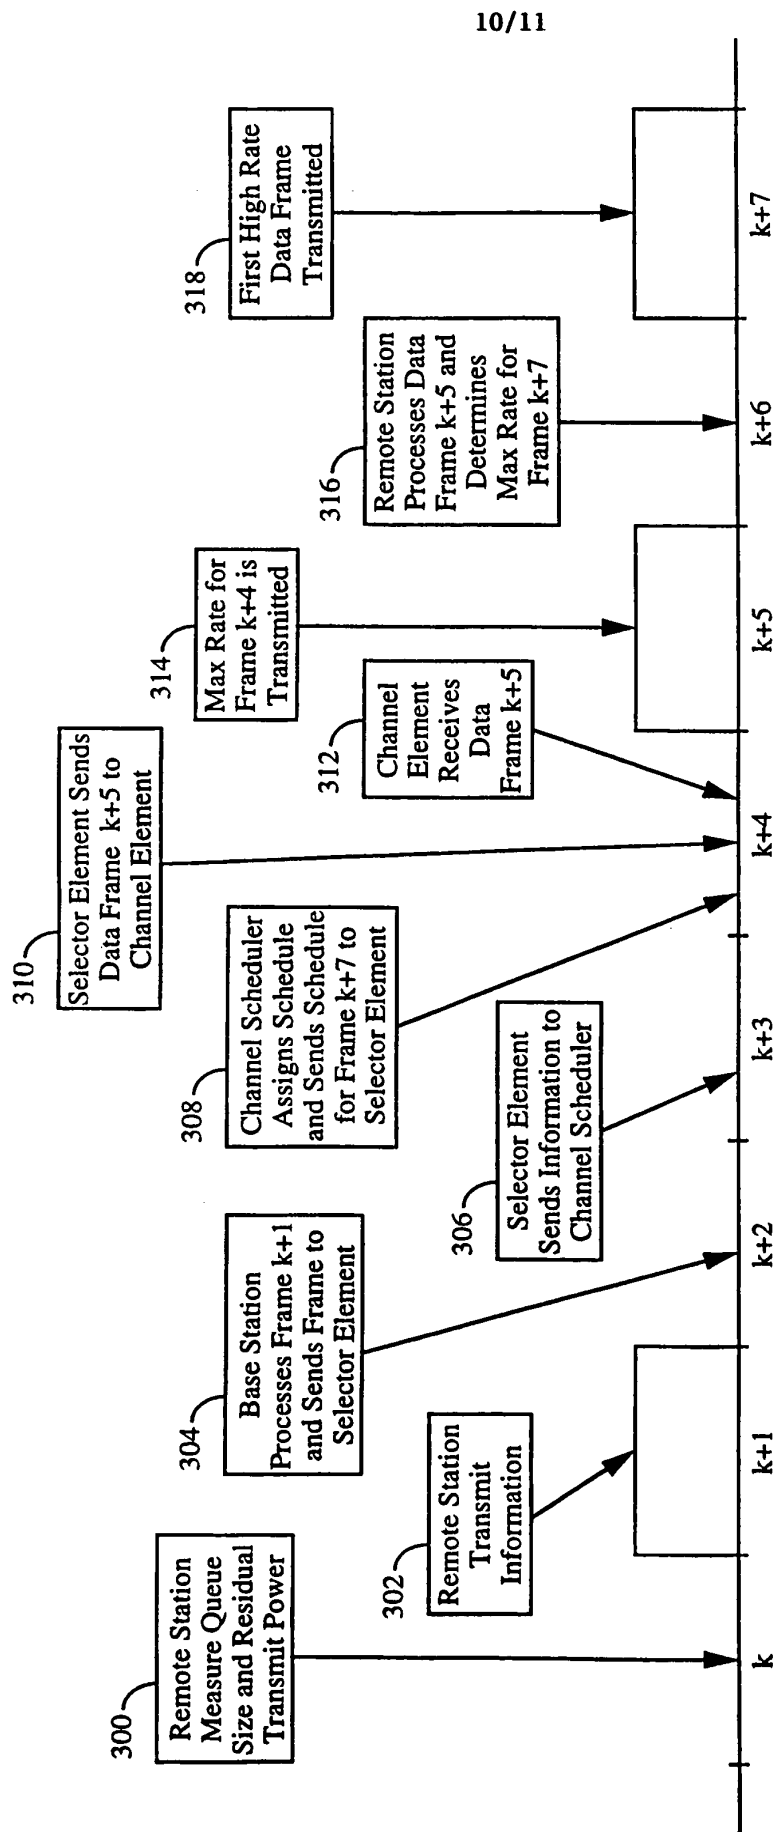 10/11
300
Remote Station
Measure Queue
Size and Residual
Transmit Power
302
Remote Station
Transmit
Information
304
Base Station
Processes Frame k+1
and Sends Frame to
Selector Element
306
Selector Element
Sends Information to
Channel Scheduler
308
Channel Scheduler
Assigns Schedule
and Sends Schedule
for Frame k+7 to
Selector Element
310
Selector Element Sends
Data Frame k+5 to
Channel Element
312
Channel
Element
Receives
Data
Frame k+5
314
Max Rate for
Frame k+4 is
Transmitted
316
Remote Station
Processes Data
Frame k+5 and
Determines
Max Rate for
Frame k+7
318
First High Rate
Data Frame
Transmitted
k
k+1
k+2
k+3
k+4
k+5
k+6
k+7